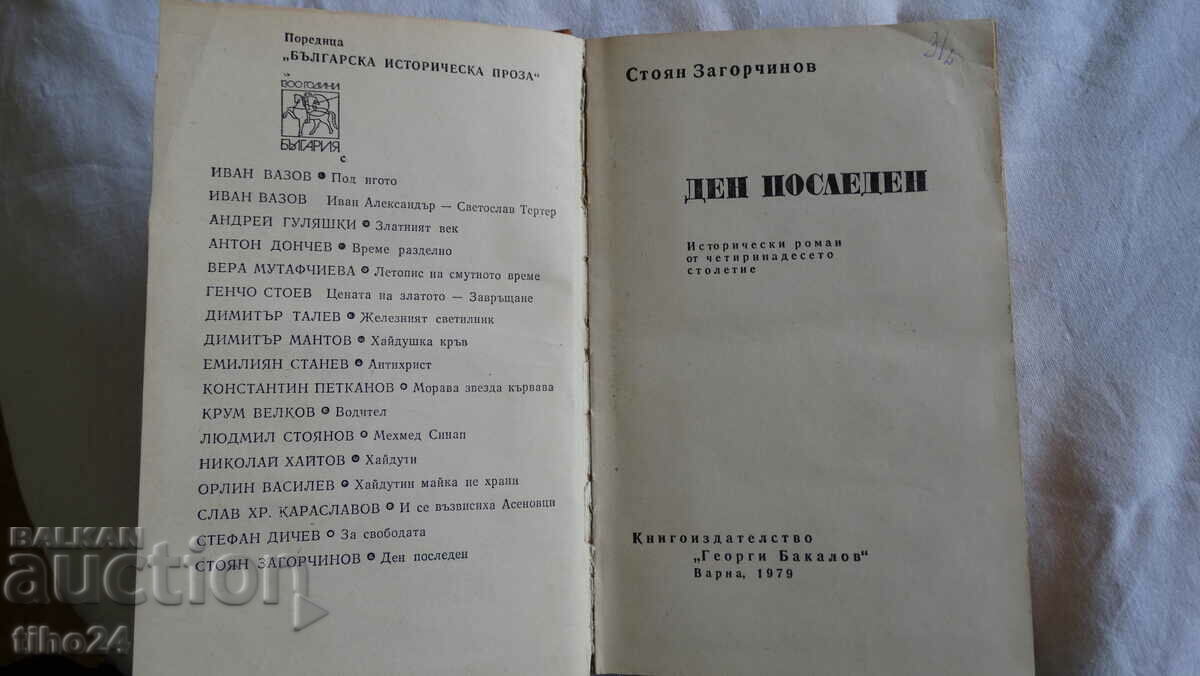 Поредица
„БЪЛГАРСКА ИСТОРИЧЕСКА ПРОЗА“
1300 ГОДИНИ
БЪЛГАРИЯ
с.
ИВАН ВАЗОВ Под игото
ИВАН ВАЗОВ Иван Александър — Светослав Тертер
АНДРЕЙ ГУЛЯШКИ Златният век
АНТОН ДОНЧЕВ Време разделно
ВЕРА МУТАФЧИЕВА Летопис на смутното време
ГЕНЧО СТОЕВ Цената на златото — Завръщане
ДИМИТЪР ТАЛЕВ Железният светилник
ДИМИТЪР МАНТОВ Хайдушка кръв
ЕМИЛИЯН СТАНЕВ Антихрист
КОНСТАНТИН ПЕТКАНОВ Морава звезда кървава
КРУМ ВЕЛКОВ Водител
ЛЮДМИЛ СТОЯНОВ Мехмед Синап
НИКОЛАЙ ХАЙТОВ Хайдути
ОРЛИН ВАСИЛЕВ Хайдутин майка не храни
СЛАВ ХР. КАРАСЛАВОВ И се възвисиха Асеновци
СТЕФАН ДИЧЕВ За свободата
СТОЯН ЗАГОРЧИНОВ Ден последен
Стоян Загорчинов
ДЕН ПОСЛЕДЕН
Исторически роман
от четиринадесето
столетие
Книгоиздателство
„Георги Бакалов“
Варна, 1979
BALKAN
auction
tiho24